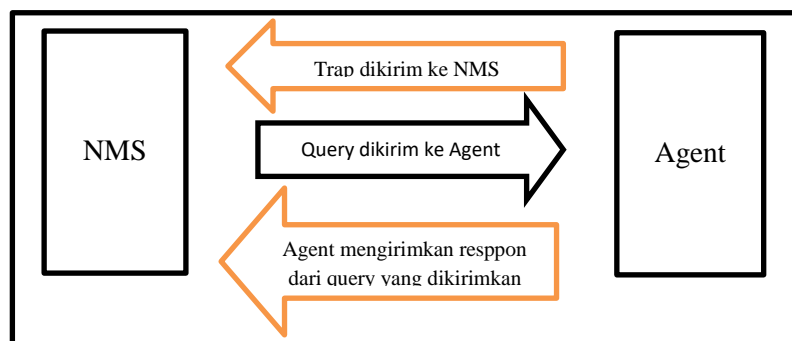 Trap dikirim ke NMS
NMS
Query dikirim ke Agent
Agent
Agent mengirimkan resppon
dari query yang dikirimkan